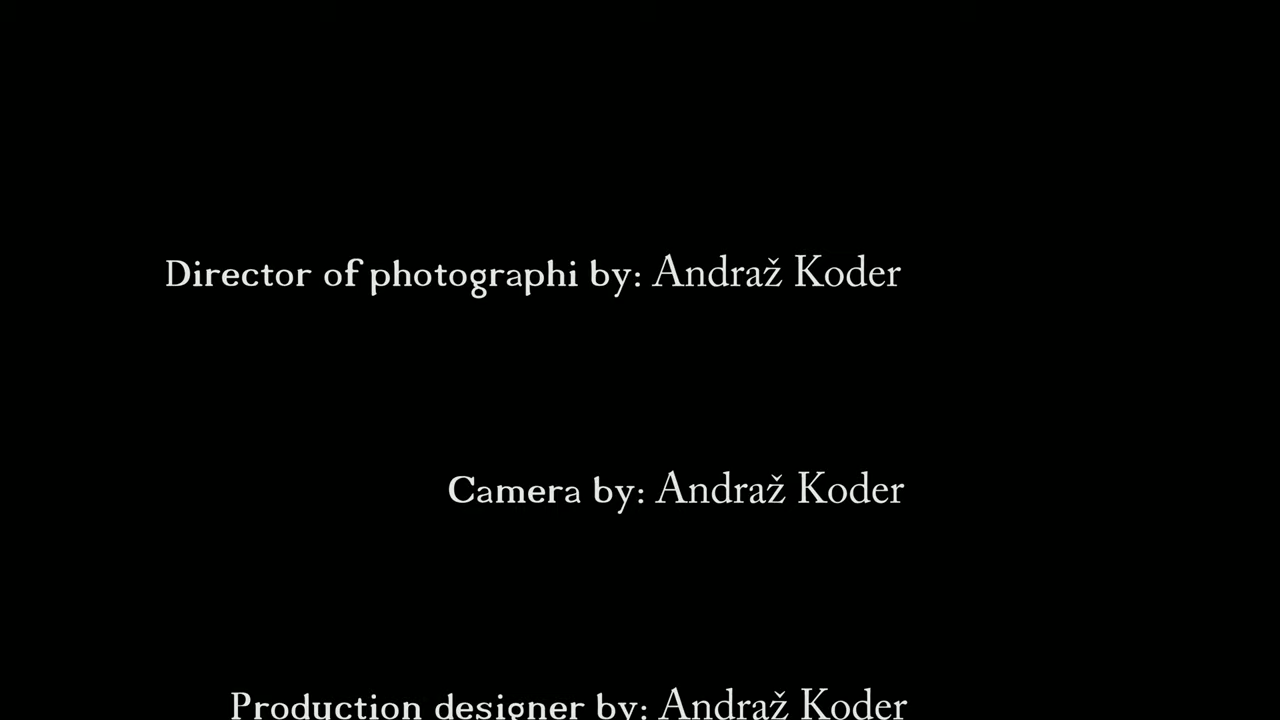 Director of photographi by: Andraž Koder
Camera by: Andraž Koder
Production designer by: Andraž Koder